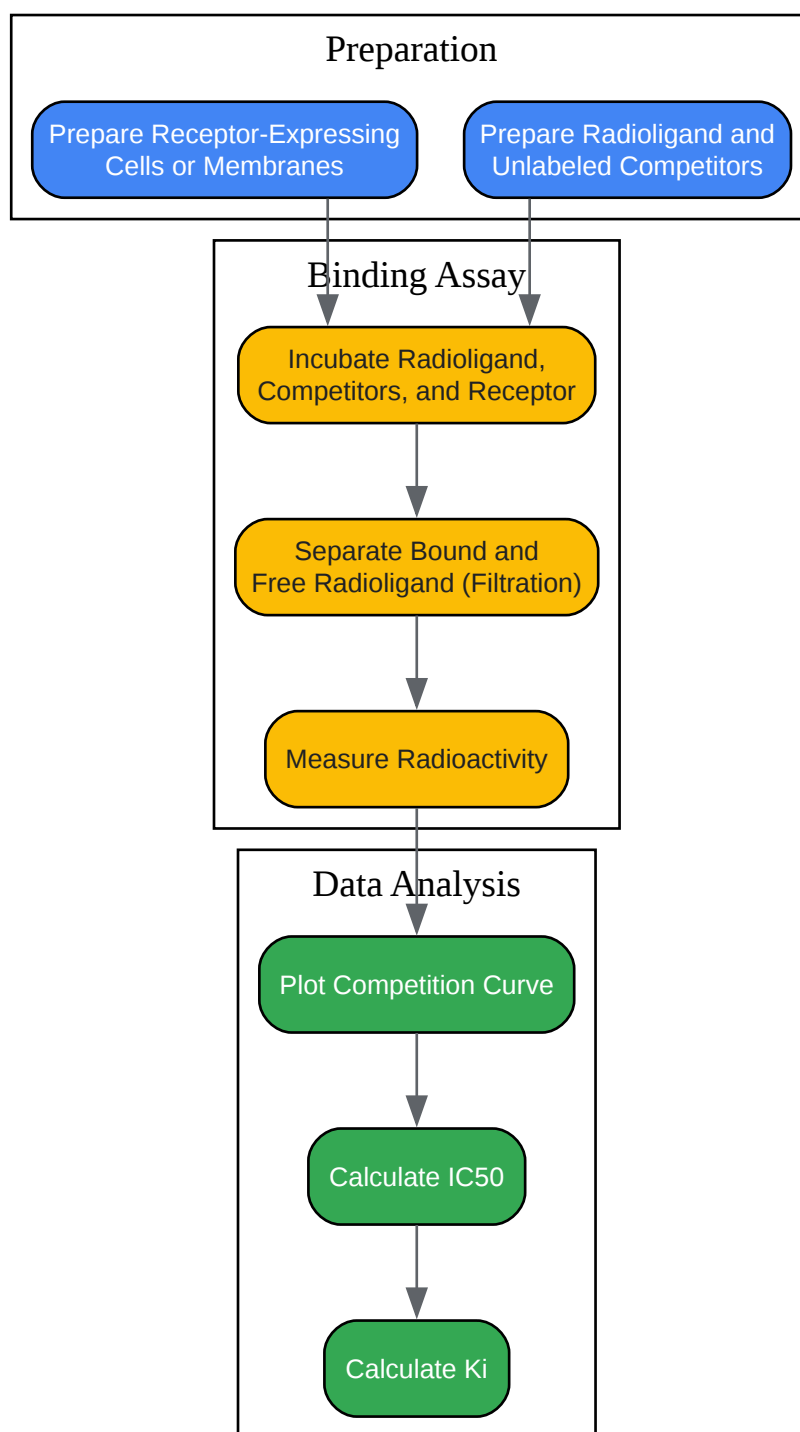 Preparation
Prepare Receptor-Expressing
Cells or Membranes
Prepare Radioligand and
Unlabeled Competitors
Binding Assay
Incubate Radioligand,
Competitors, and Receptor
Separate Bound and
Free Radioligand (Filtration)
Measure Radioactivity
Data Analysis
Plot Competition Curve
Calculate IC50
Calculate Ki